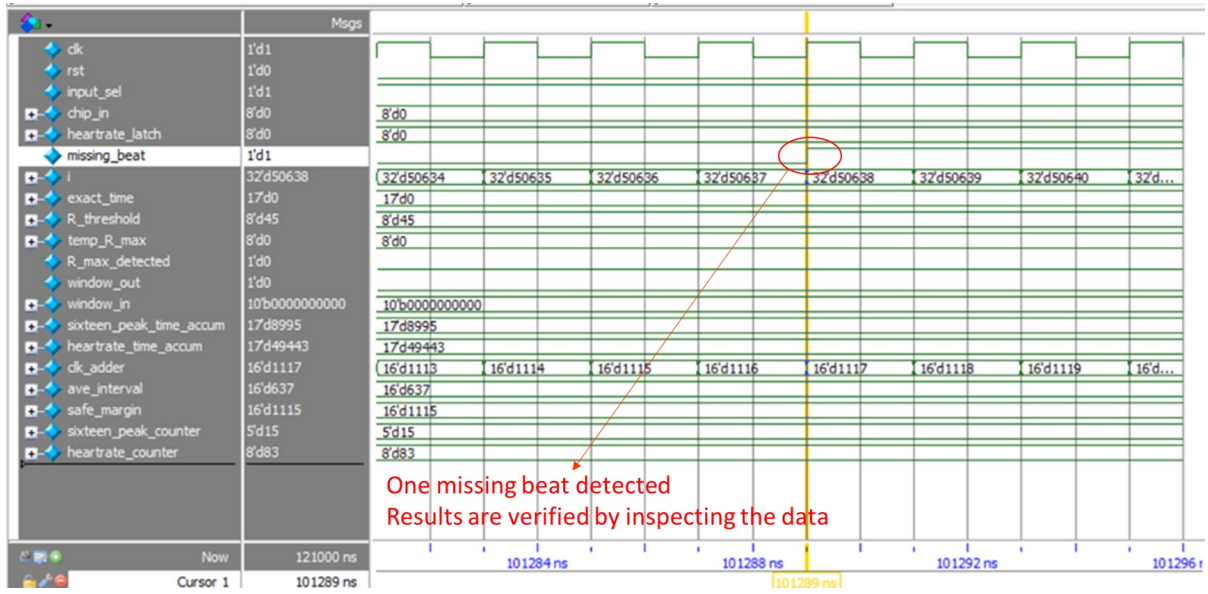 Msgs
clk 1'd1
rst 1'd0
input_sel 1'd1
chip_in 8'd0 8'd0
heartrate_latch 8'd0 8'd0
missing_beat 1'd1
i 32'd50638 32'd50634 32'd50635 32'd50636 32'd50637 32'd50638 32'd50639 32'd50640 32'd...
exact_time 17'd0 17'd0
R_threshold 8'd45 8'd45
temp_R_max 8'd0 8'd0
R_max_detected 1'd0
window_out 1'd0
window_in 10'b0000000000 10'b0000000000
sixteen_peak_time_accum 17'd8995 17'd8995
heartrate_time_accum 17'd49443 17'd49443
clk_adder 16'd1117 16'd1113 16'd1114 16'd1115 16'd1116 16'd1117 16'd1118 16'd1119 16'd...
ave_interval 16'd637 16'd637
safe_margin 16'd1115 16'd1115
sixteen_peak_counter 5'd15 5'd15
heartrate_counter 8'd83 8'd83
One missing beat detected
Results are verified by inspecting the data
Now 121000 ns 101284 ns 101288 ns 101292 ns 101296
Cursor 1 101289 ns 101289 ns